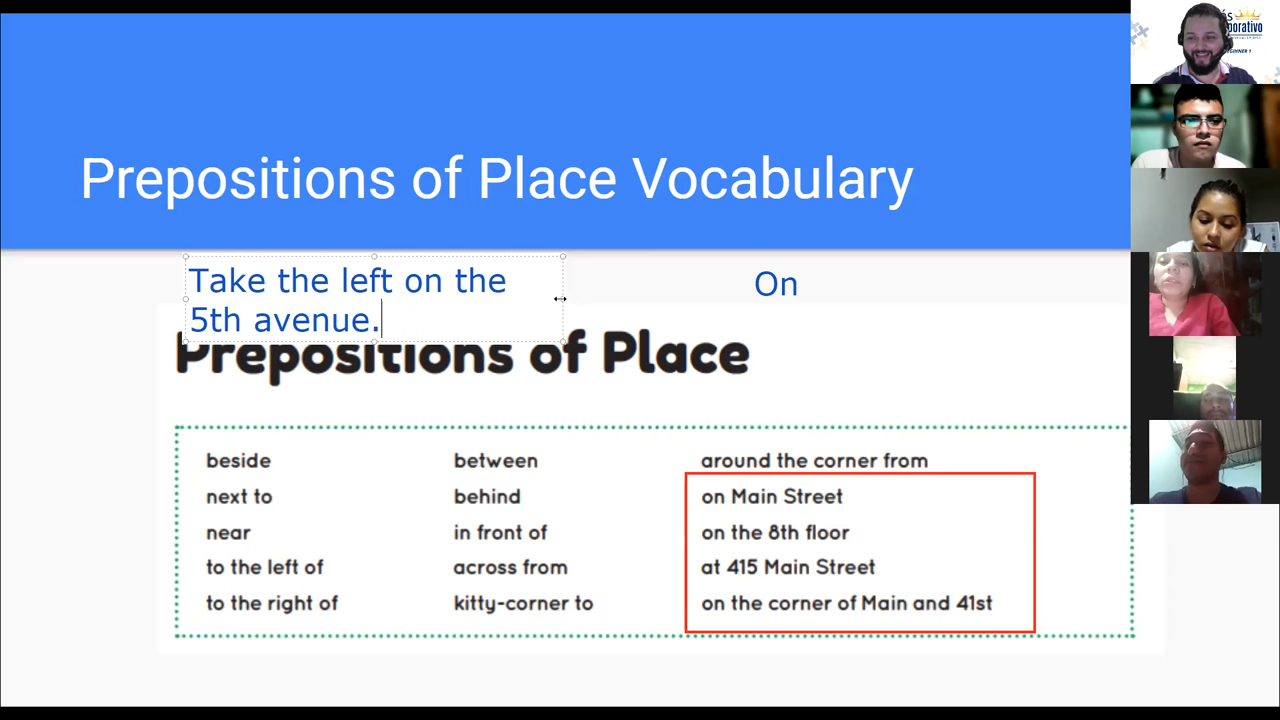 Prepositions of Place Vocabulary
Take the left on the
5th avenue.
On
Prepositions of Place
beside
next to
near
to the left of
to the right of
between
behind
in front of
across from
kitty-corner to
around the corner from
on Main Street
on the 8th floor
at 415 Main Street
on the corner of Main and 41st